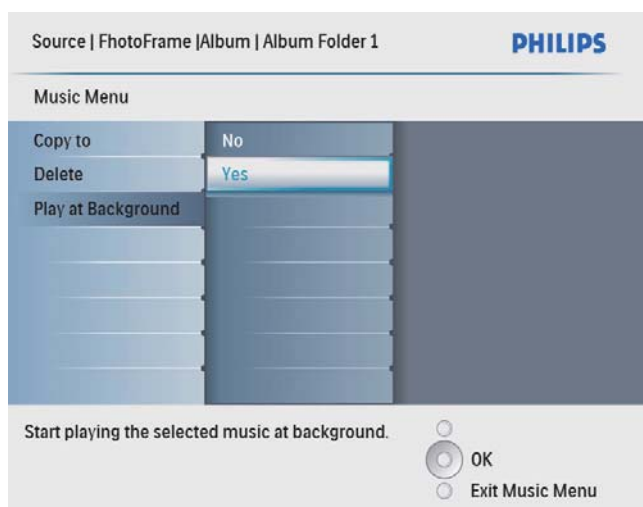 Source | FhotoFrame |Album | Album Folder 1
PHILIPS
Music Menu
Copy to
No
Delete
Yes
Play at Background
Start playing the selected music at background.
OK
Exit Music Menu